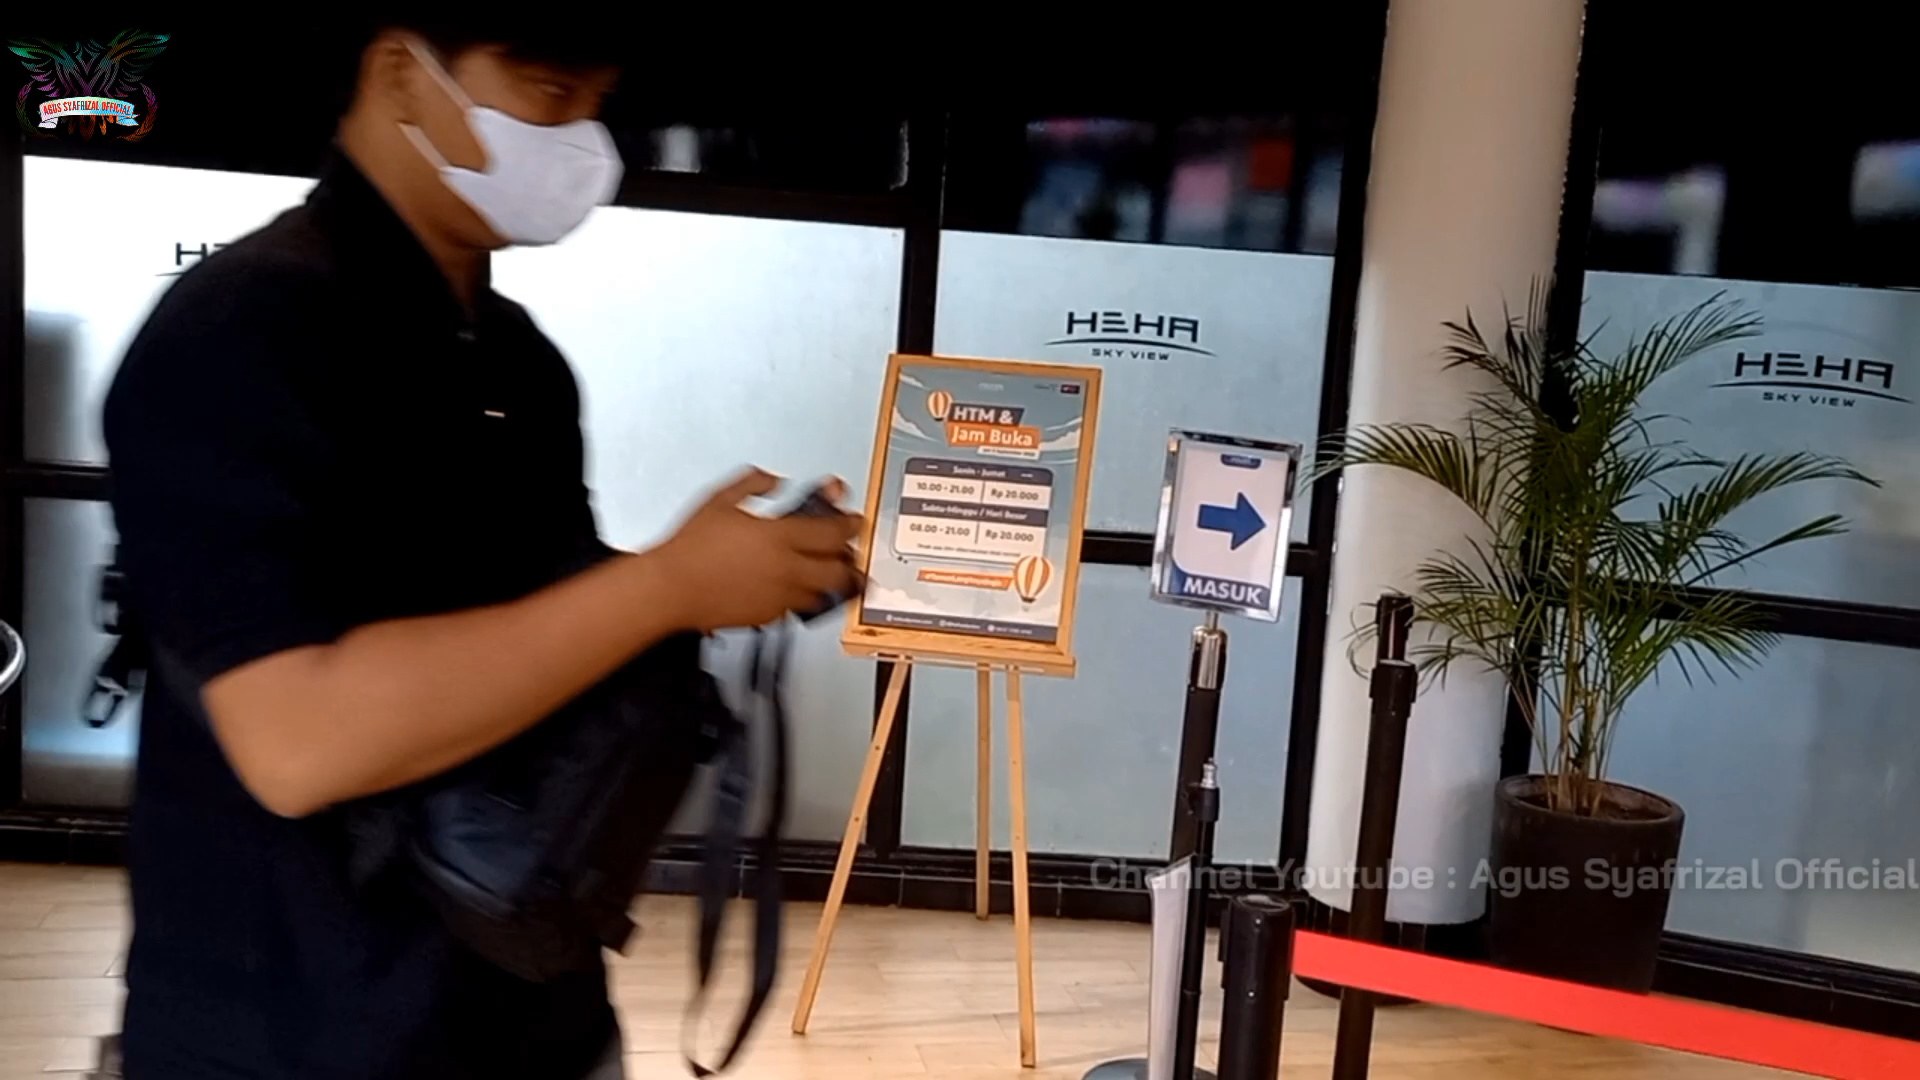 AGUS SYAFRIZAL OFFICIAL
HEHA
SKY VIEW
HEHA
SKY VIEW
HTM &
Jam Buka
Senin - Jumat
10.00 - 21.00
Rp 20.000
Sabtu-Minggu / Hari Besar
08.00 - 21.00
Rp 20.000
MASUK
Channel Youtube : Agus Syafrizal Official